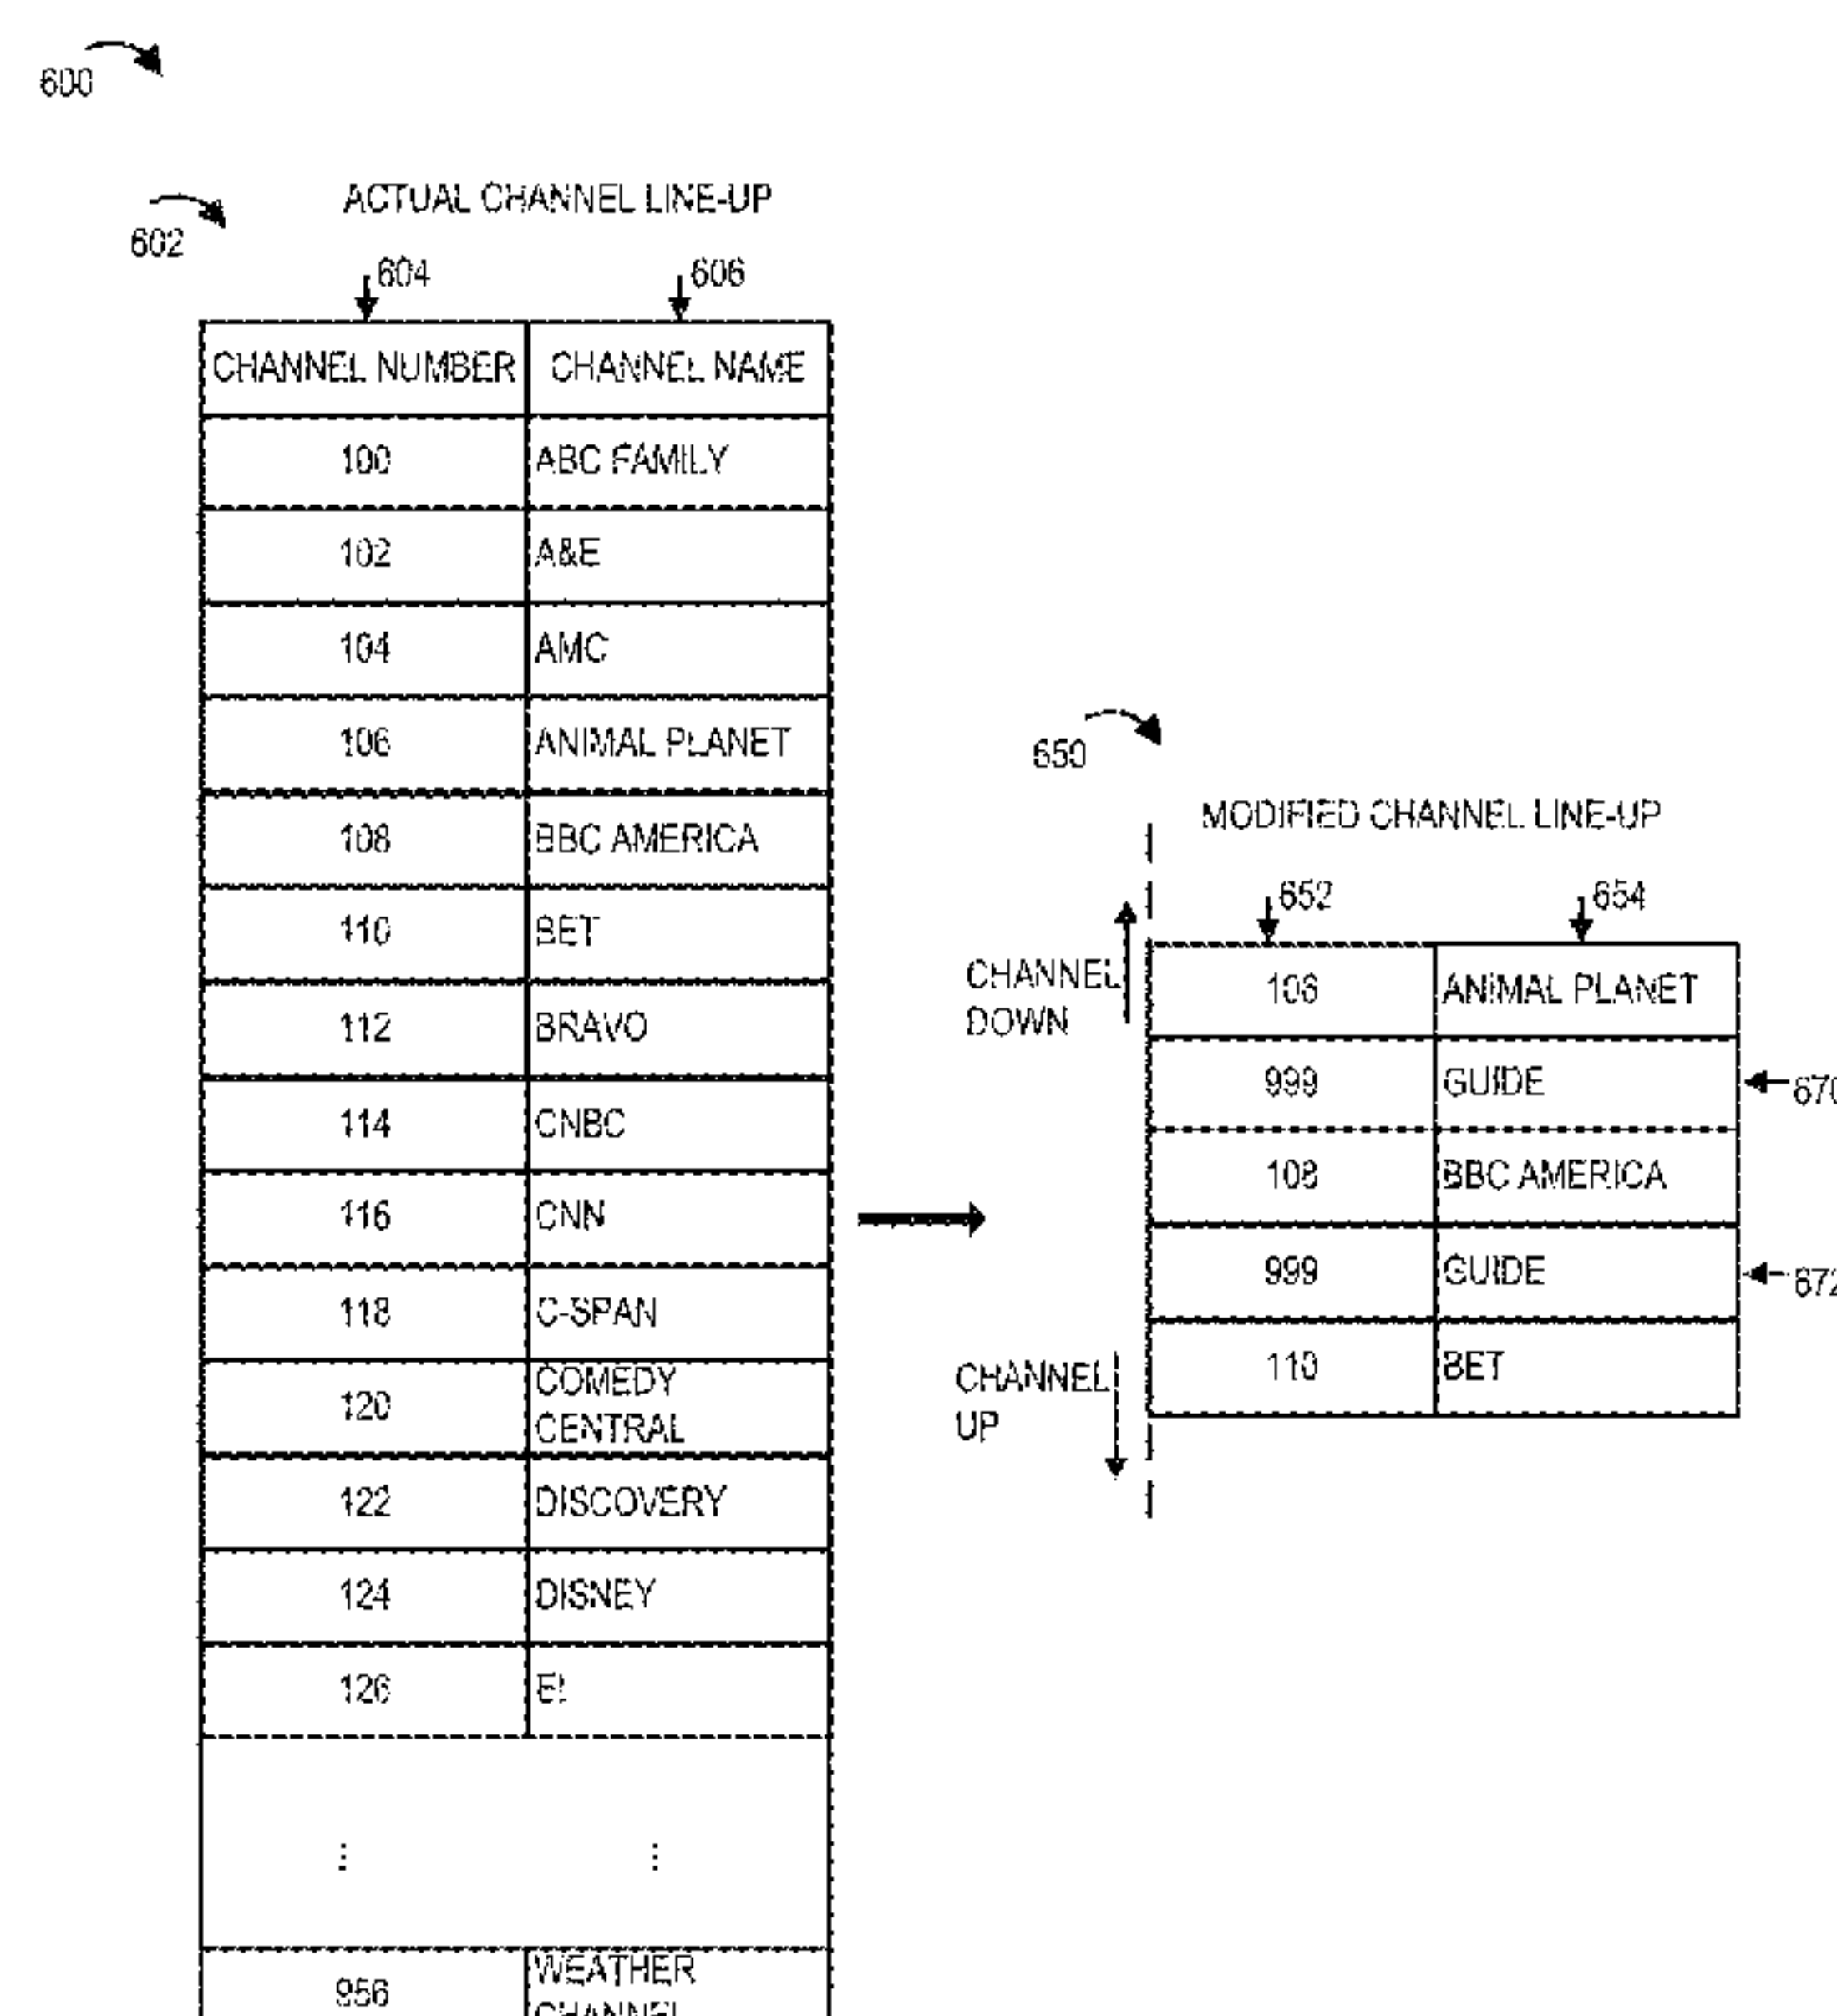 600
602
ACTUAL CHANNEL LINE-UP
604 606
CHANNEL NUMBER CHANNEL NAME
100 ABC FAMILY
102 A&E
104 AMC
106 ANIMAL PLANET
108 BBC AMERICA
110 BET
112 BRAVO
114 CNBC
116 CNN
118 C-SPAN
120 COMEDY
CENTRAL
122 DISCOVERY
124 DISNEY
126 E!
⋮ ⋮
956 WEATHER
CHANNEL
650
MODIFIED CHANNEL LINE-UP
652 654
CHANNEL
DOWN
106 ANIMAL PLANET
999 GUIDE 670
108 BBC AMERICA
999 GUIDE 672
110 BET
CHANNEL
UP